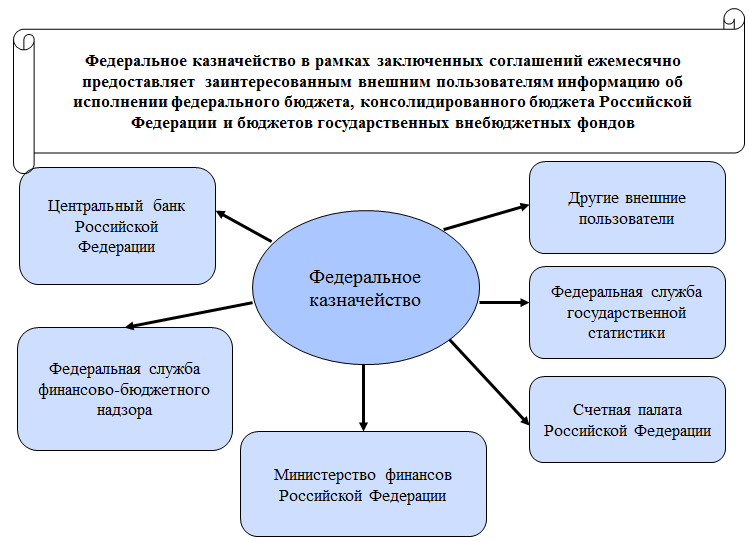 Федеральное казначейство в рамках заключенных соглашений ежемесячно
предоставляет заинтересованным внешним пользователям информацию об
исполнении федерального бюджета, консолидированного бюджета Российской
Федерации и бюджетов государственных внебюджетных фондов
Центральный банк
Российской
Федерации
Другие внешние
пользователи
Федеральное
казначейство
Федеральная служба
государственной
статистики
Федеральная служба
финансово-бюджетного
надзора
Счетная палата
Российской Федерации
Министерство финансов
Российской Федерации